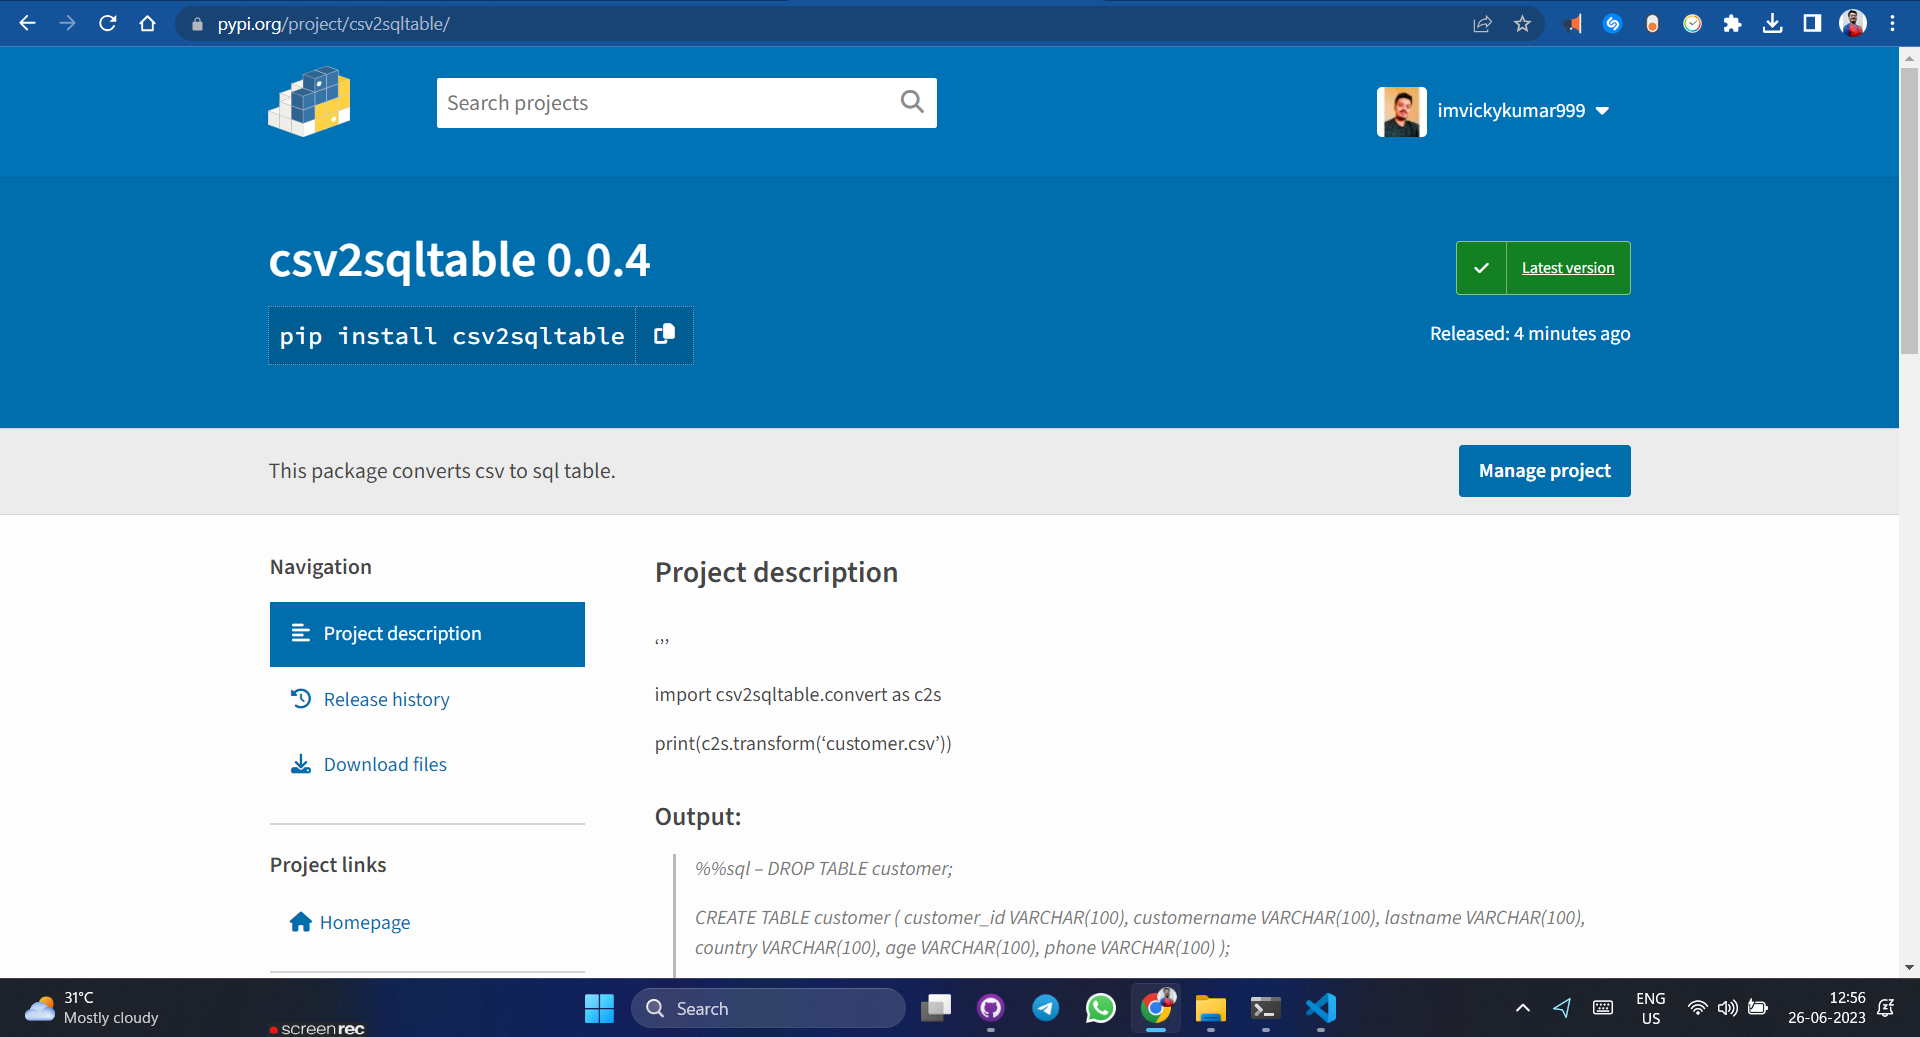 pypi.org/project/csv2sqltable/
Search projects
imvickykumar999
csv2sqltable 0.0.4
Latest version
pip install csv2sqltable
Released: 4 minutes ago
This package converts csv to sql table.
Manage project
Navigation
Project description
Release history
Download files
Project links
Homepage
Project description
‘’’
import csv2sqltable.convert as c2s
print(c2s.transform(‘customer.csv’))
Output:
%%sql – DROP TABLE customer;
CREATE TABLE customer ( customer_id VARCHAR(100), customername VARCHAR(100), lastname VARCHAR(100),
country VARCHAR(100), age VARCHAR(100), phone VARCHAR(100) );
31°C
Mostly cloudy
screenrec
Search
ENG
US
12:56
26-06-2023